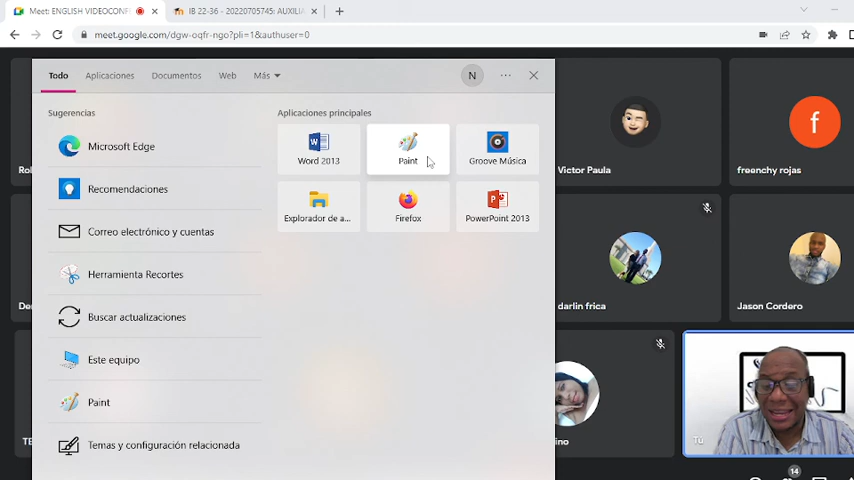 Meet: ENGLISH VIDEOCONF
IB 22-36 - 20220705745: AUXILIA
meet.google.com/dgw-oqfr-ngo?pli=1&authuser=0
Todo
Aplicaciones
Documentos
Web
Más
N
Sugerencias
Microsoft Edge
Recomendaciones
Correo electrónico y cuentas
Herramienta Recortes
Buscar actualizaciones
Este equipo
Paint
Temas y configuración relacionada
Aplicaciones principales
Word 2013
Paint
Groove Música
Explorador de a...
Firefox
PowerPoint 2013
Victor Paula
f
freenchy rojas
darlin frica
Jason Cordero
ino
Tú
14